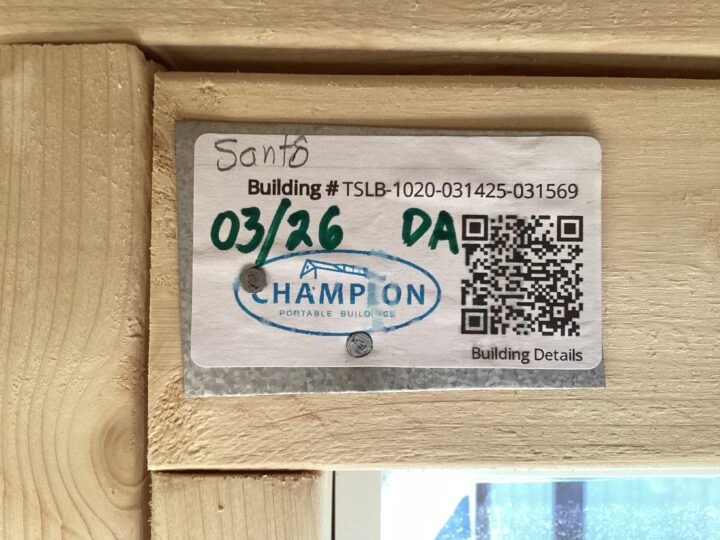 Santo
Building # TSLB-1020-031425-031569
03/26 DA
CHAMPION
PORTABLE BUILDINGS
Building Details